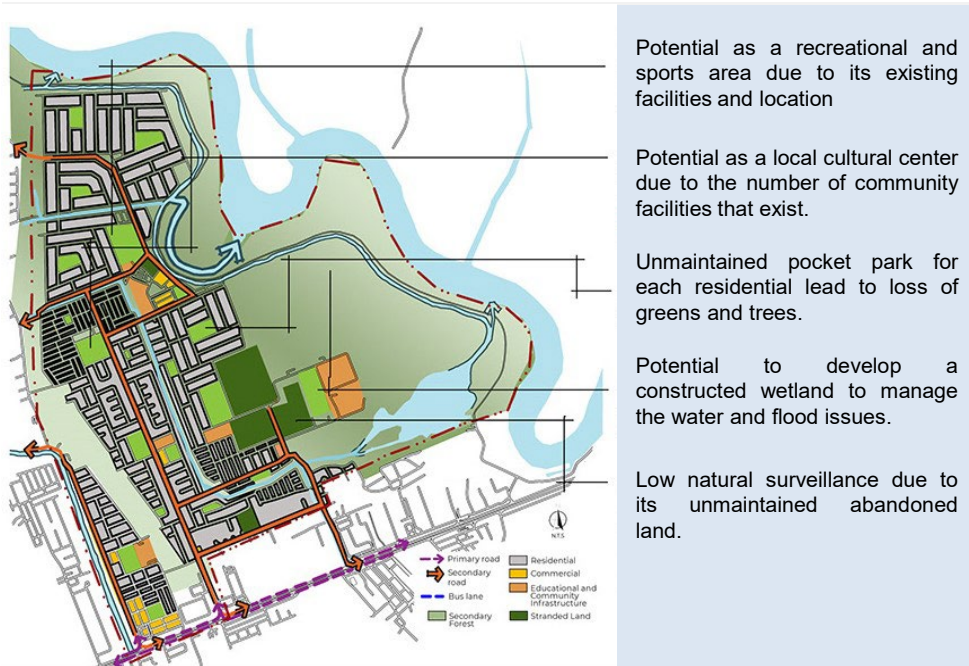 Potential as a recreational and
sports area due to its existing
facilities and location
Potential as a local cultural center
due to the number of community
facilities that exist.
Unmaintained pocket park for
each residential lead to loss of
greens and trees.
Potential to develop a
constructed wetland to manage
the water and flood issues.
Low natural surveillance due to
its unmaintained abandoned
land.
N.T.S
Primary road
Secondary
road
Bus lane
Secondary
Forest
Residential
Commercial
Educational and
Community
Infrastructure
Stranded Land